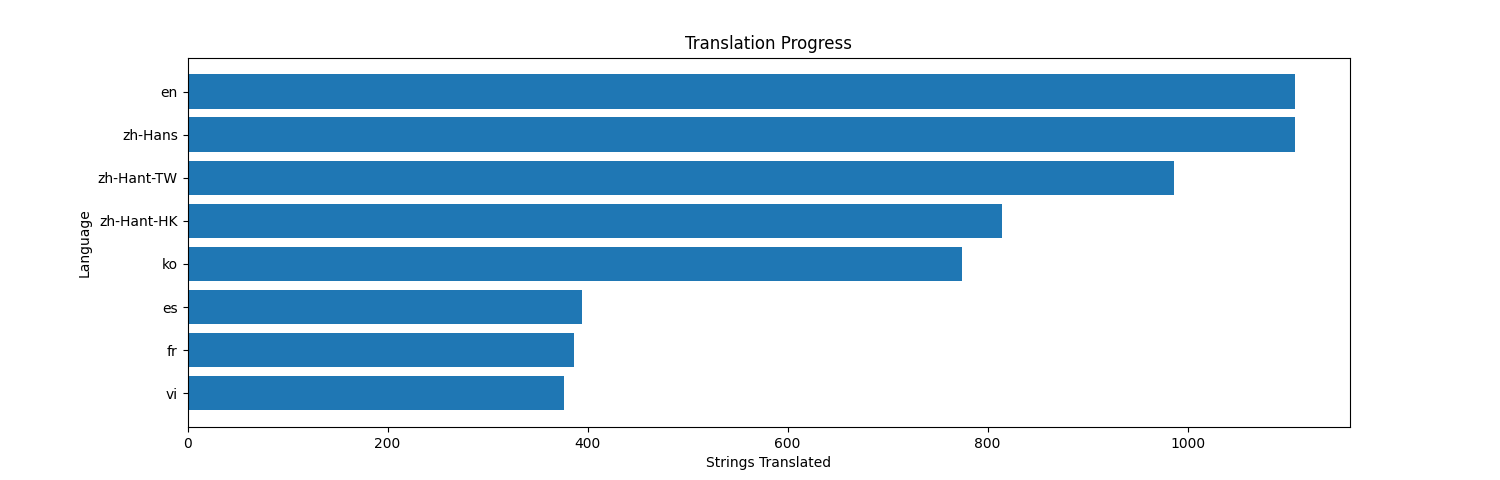 Translation Progress
en
zh-Hans
zh-Hant-TW
zh-Hant-HK
ko
es
fr
vi
Language
0 200 400 600 800 1000
Strings Translated